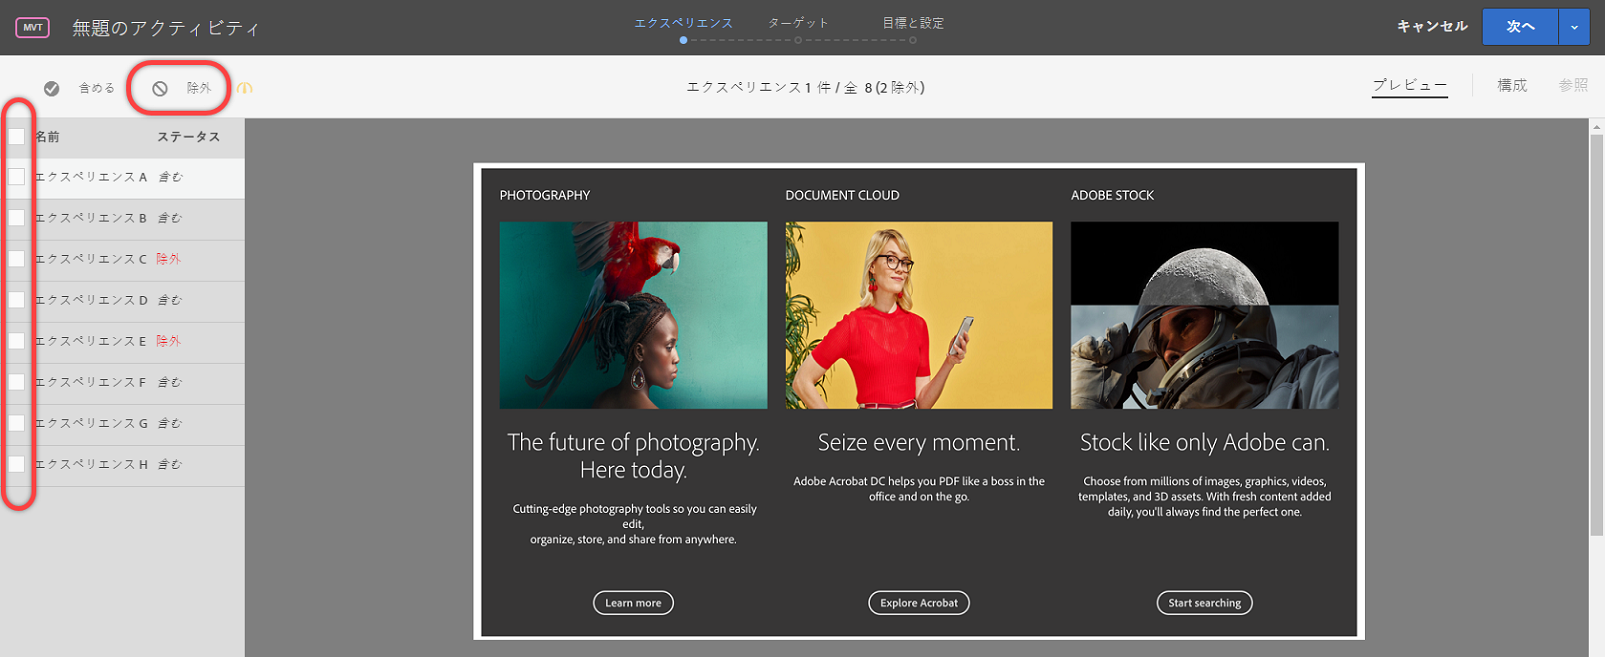 MVT 無題のアクティビティ エクスペリエンス ターゲット 目標と設定 キャンセル 次へ
含める 除外 エクスペリエンス 1 件 / 全 8 (2 除外) プレビュー 構成 参照
名前 ステータス
エクスペリエンス A 含む
エクスペリエンス B 含む
エクスペリエンス C 除外
エクスペリエンス D 含む
エクスペリエンス E 除外
エクスペリエンス F 含む
エクスペリエンス G 含む
エクスペリエンス H 含む
PHOTOGRAPHY
The future of photography.
Here today.
Cutting-edge photography tools so you can easily
edit,
organize, store, and share from anywhere.
Learn more
DOCUMENT CLOUD
Seize every moment.
Adobe Acrobat DC helps you PDF like a boss in the
office and on the go.
Explore Acrobat
ADOBE STOCK
Stock like only Adobe can.
Choose from millions of images, graphics, videos,
templates, and 3D assets. With fresh content added
daily, you'll always find the perfect one.
Start searching